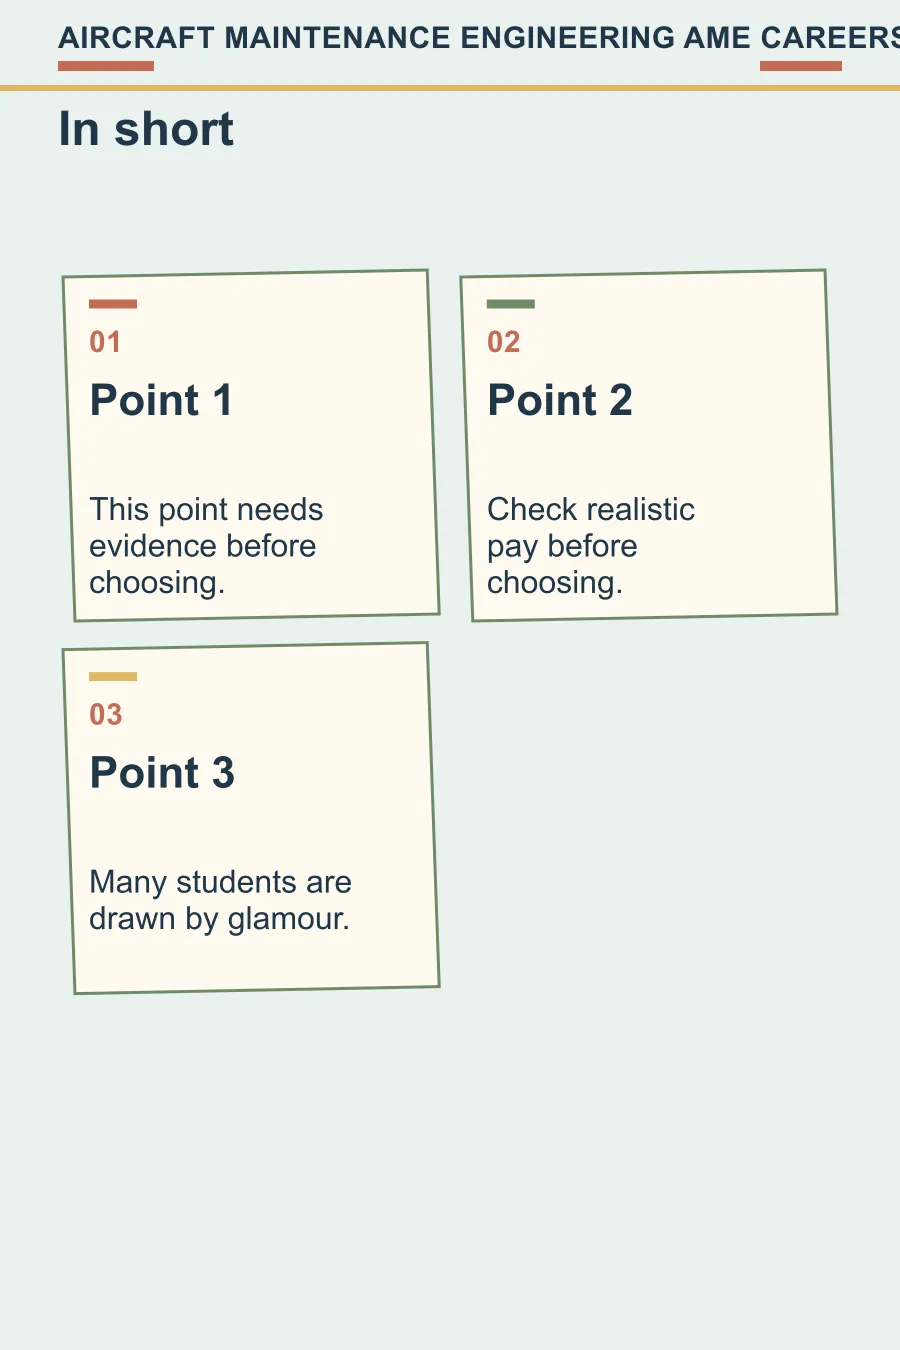 AIRCRAFT MAINTENANCE ENGINEERING AME CAREERS
In short
01
Point 1
This point needs
evidence before
choosing.
02
Point 2
Check realistic
pay before
choosing.
03
Point 3
Many students are
drawn by glamour.